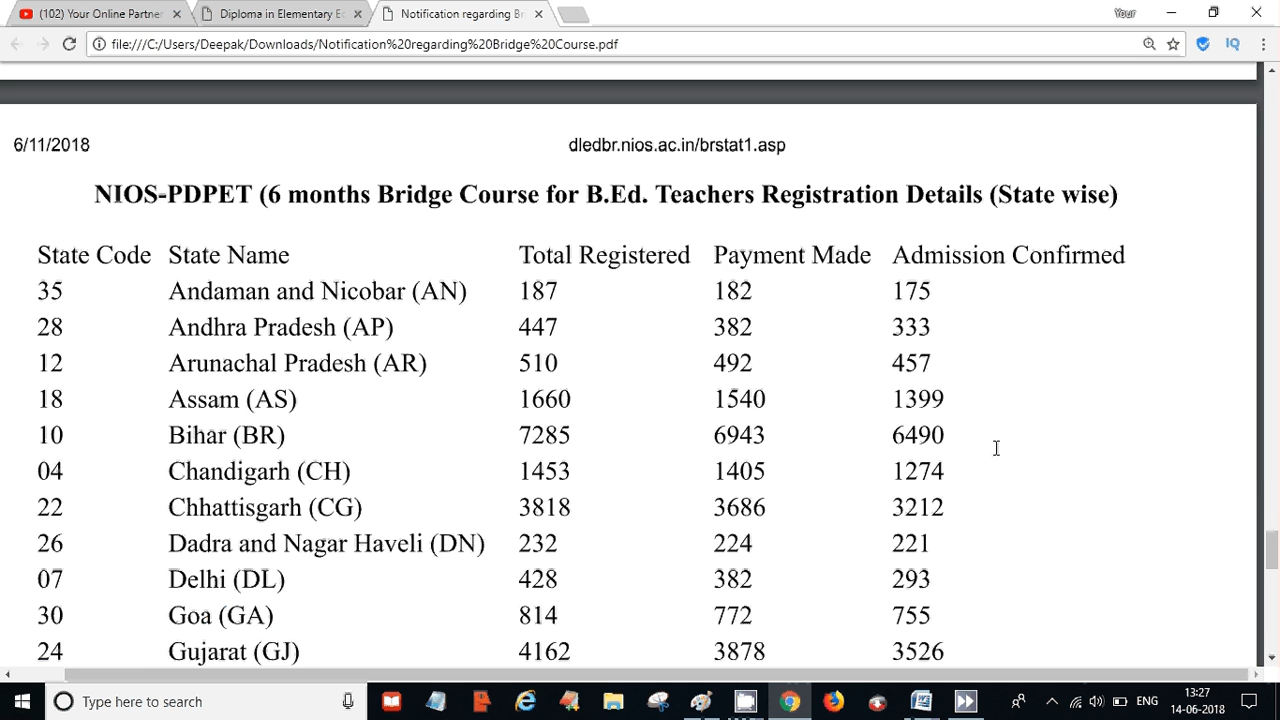 (102) Your Online Partner
Diploma in Elementary Ed
Notification regarding Br
Your
file:///C:/Users/Deepak/Downloads/Notification%20regarding%20Bridge%20Course.pdf
IQ
6/11/2018 dledbr.nios.ac.in/brstat1.asp
NIOS-PDPET (6 months Bridge Course for B.Ed. Teachers Registration Details (State wise)
State Code State Name Total Registered Payment Made Admission Confirmed
35 Andaman and Nicobar (AN) 187 182 175
28 Andhra Pradesh (AP) 447 382 333
12 Arunachal Pradesh (AR) 510 492 457
18 Assam (AS) 1660 1540 1399
10 Bihar (BR) 7285 6943 6490
04 Chandigarh (CH) 1453 1405 1274
22 Chhattisgarh (CG) 3818 3686 3212
26 Dadra and Nagar Haveli (DN) 232 224 221
07 Delhi (DL) 428 382 293
30 Goa (GA) 814 772 755
24 Gujarat (GJ) 4162 3878 3526
Type here to search
ENG
13:27
14-06-2018